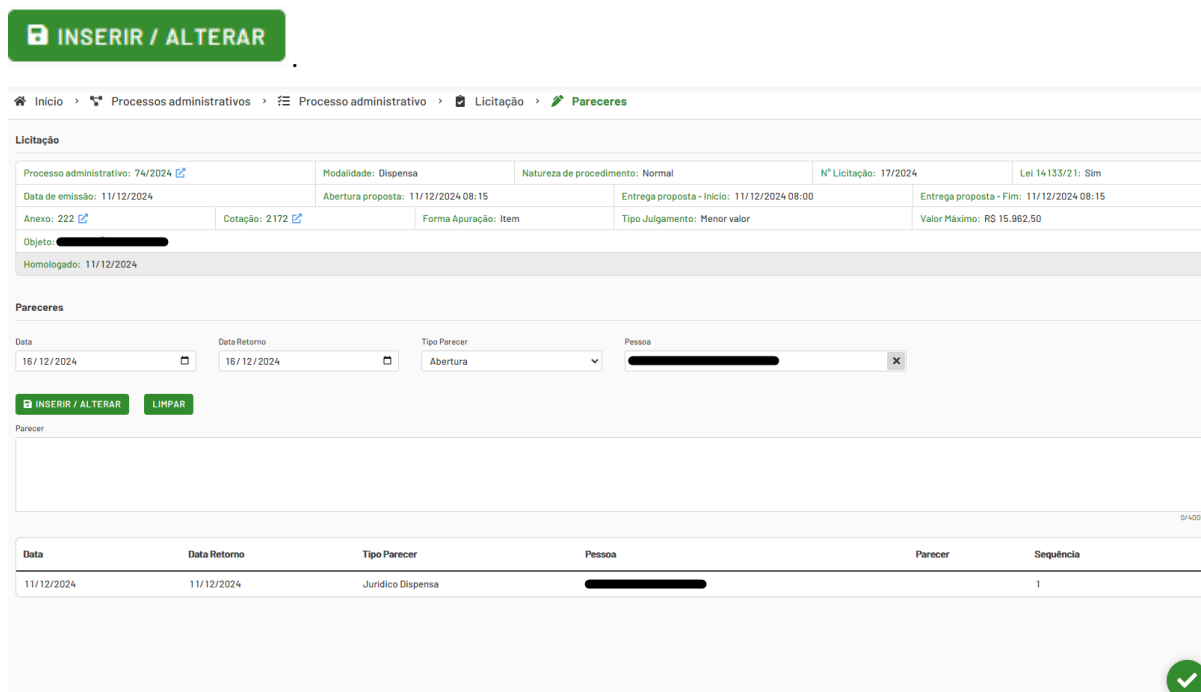 INSERIR / ALTERAR
.
Início > Processos administrativos > Processo administrativo > Licitação > Pareceres
Licitação
Processo administrativo: 74/2024 Modalidade: Dispensa Natureza de procedimento: Normal Nº Licitação: 17/2024 Lei 14133/21: Sim
Data de emissão: 11/12/2024 Abertura proposta: 11/12/2024 08:15 Entrega proposta - Início: 11/12/2024 08:00 Entrega proposta - Fim: 11/12/2024 08:15
Anexo: 222 Cotação: 2172 Forma Apuração: Item Tipo Julgamento: Menor valor Valor Máximo: R$ 15.962,50
Objeto:
Homologado: 11/12/2024
Pareceres
Data Data Retorno Tipo Parecer Pessoa
16/12/2024 16/12/2024 Abertura
INSERIR / ALTERAR LIMPAR
Parecer
0/400
Data Data Retorno Tipo Parecer Pessoa Parecer Sequência
11/12/2024 11/12/2024 Jurídico Dispensa 1